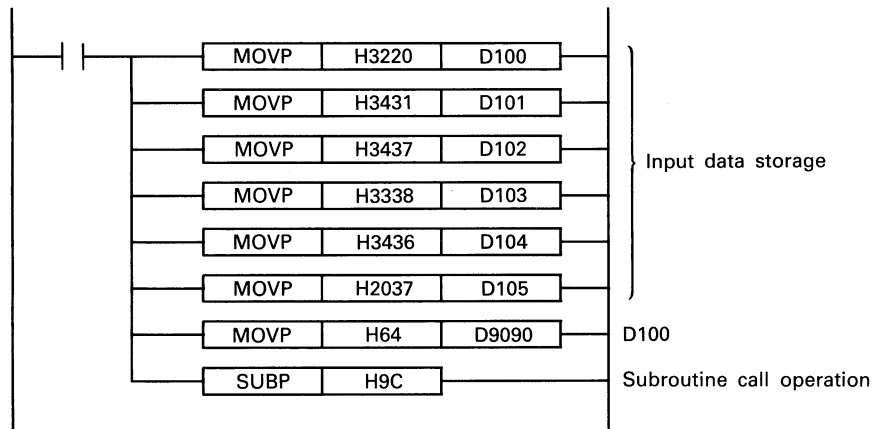 MOVP H3220 D100
MOVP H3431 D101
MOVP H3437 D102
Input data storage
MOVP H3338 D103
MOVP H3436 D104
MOVP H2037 D105
MOVP H64 D9090 D100
SUBP H9C Subroutine call operation